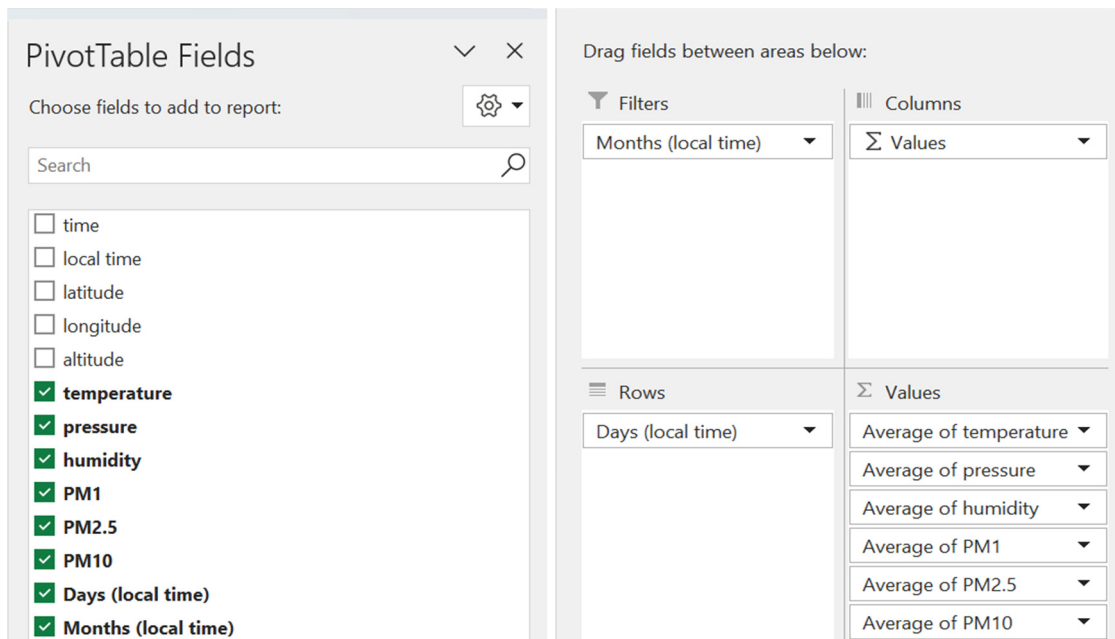 PivotTable Fields
Choose fields to add to report:
Search
time
local time
latitude
longitude
altitude
temperature
pressure
humidity
PM1
PM2.5
PM10
Days (local time)
Months (local time)
Drag fields between areas below:
Filters
Months (local time)
Columns
Σ Values
Rows
Days (local time)
Σ Values
Average of temperature
Average of pressure
Average of humidity
Average of PM1
Average of PM2.5
Average of PM10